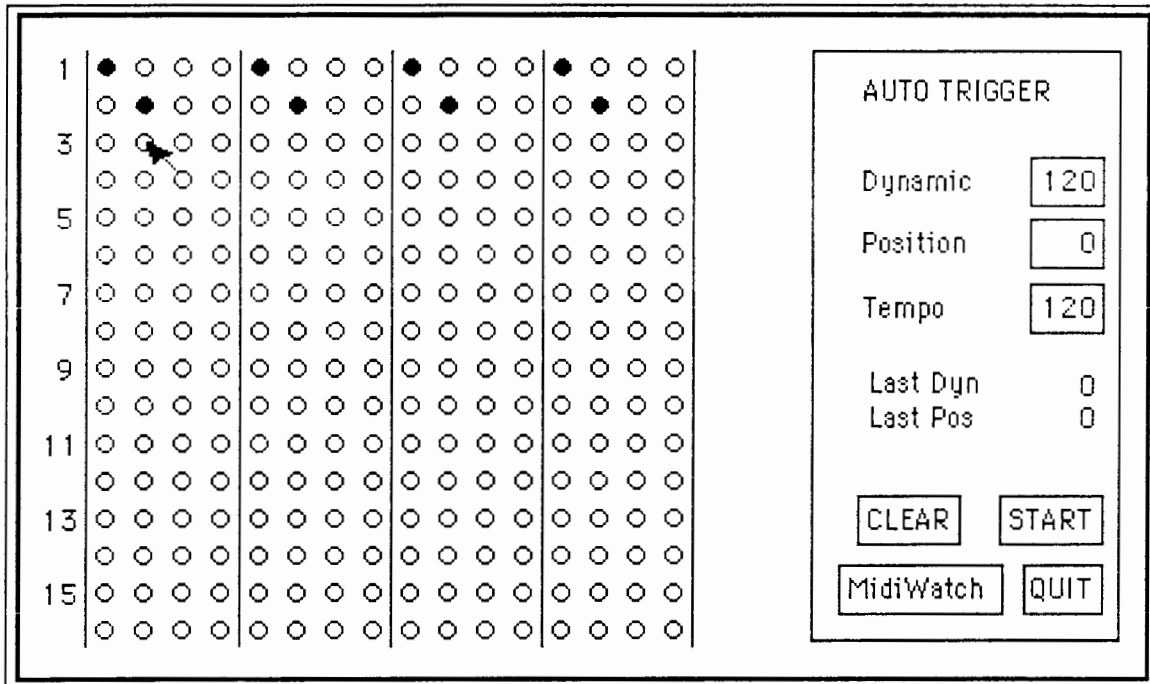 1
3
5
7
9
11
13
15
AUTO TRIGGER
Dynamic 120
Position 0
Tempo 120
Last Dyn 0
Last Pos 0
CLEAR START
MidiWatch QUIT